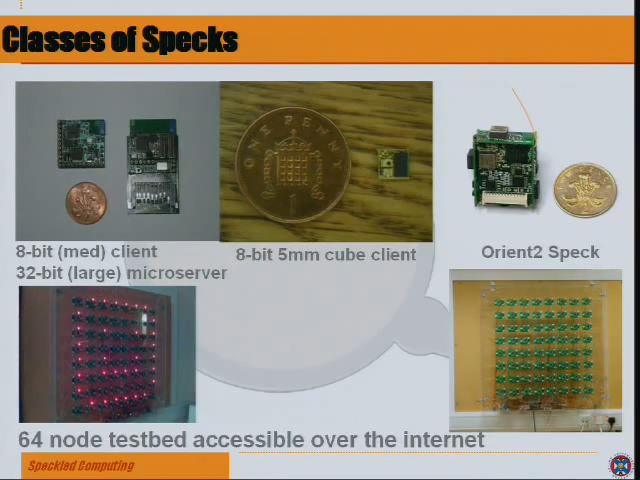 Classes of Specks
ONE PENNY
1
8-bit (med) client
32-bit (large) microserver
8-bit 5mm cube client
Orient2 Speck
64 node testbed accessible over the internet
Speckled Computing